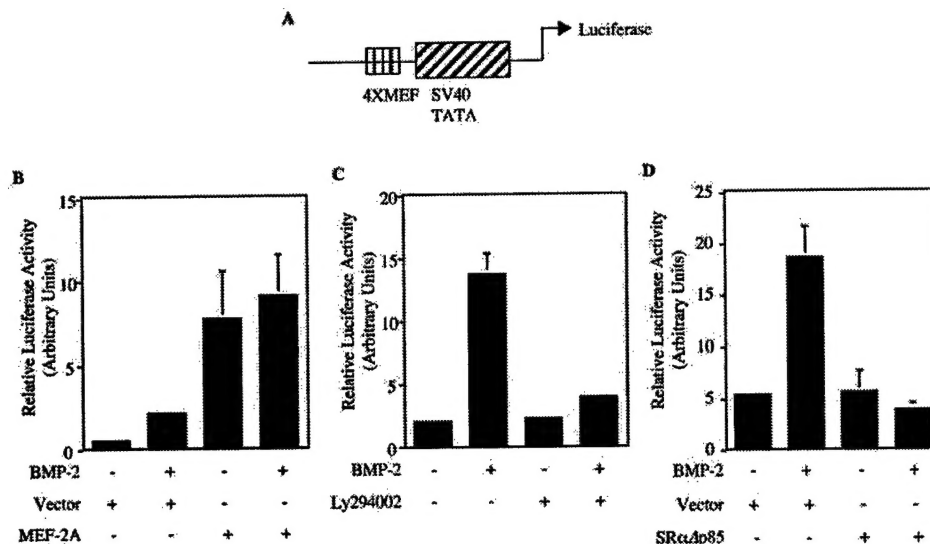 A
Luciferase
4XMEF SV40
TATA
B
Relative Luciferase Activity
(Arbitrary Units)
15
10
5
0
BMP-2 - + - +
Vector + + - -
MEF-2A - - + +
C
Relative Luciferase Activity
(Arbitrary Units)
20
15
10
5
0
BMP-2 - + - +
Ly294002 - - + +
D
Relative Luciferase Activity
(Arbitrary Units)
25
20
15
10
5
0
BMP-2 - + - +
Vector + + - -
SRαΔp85 - - + +